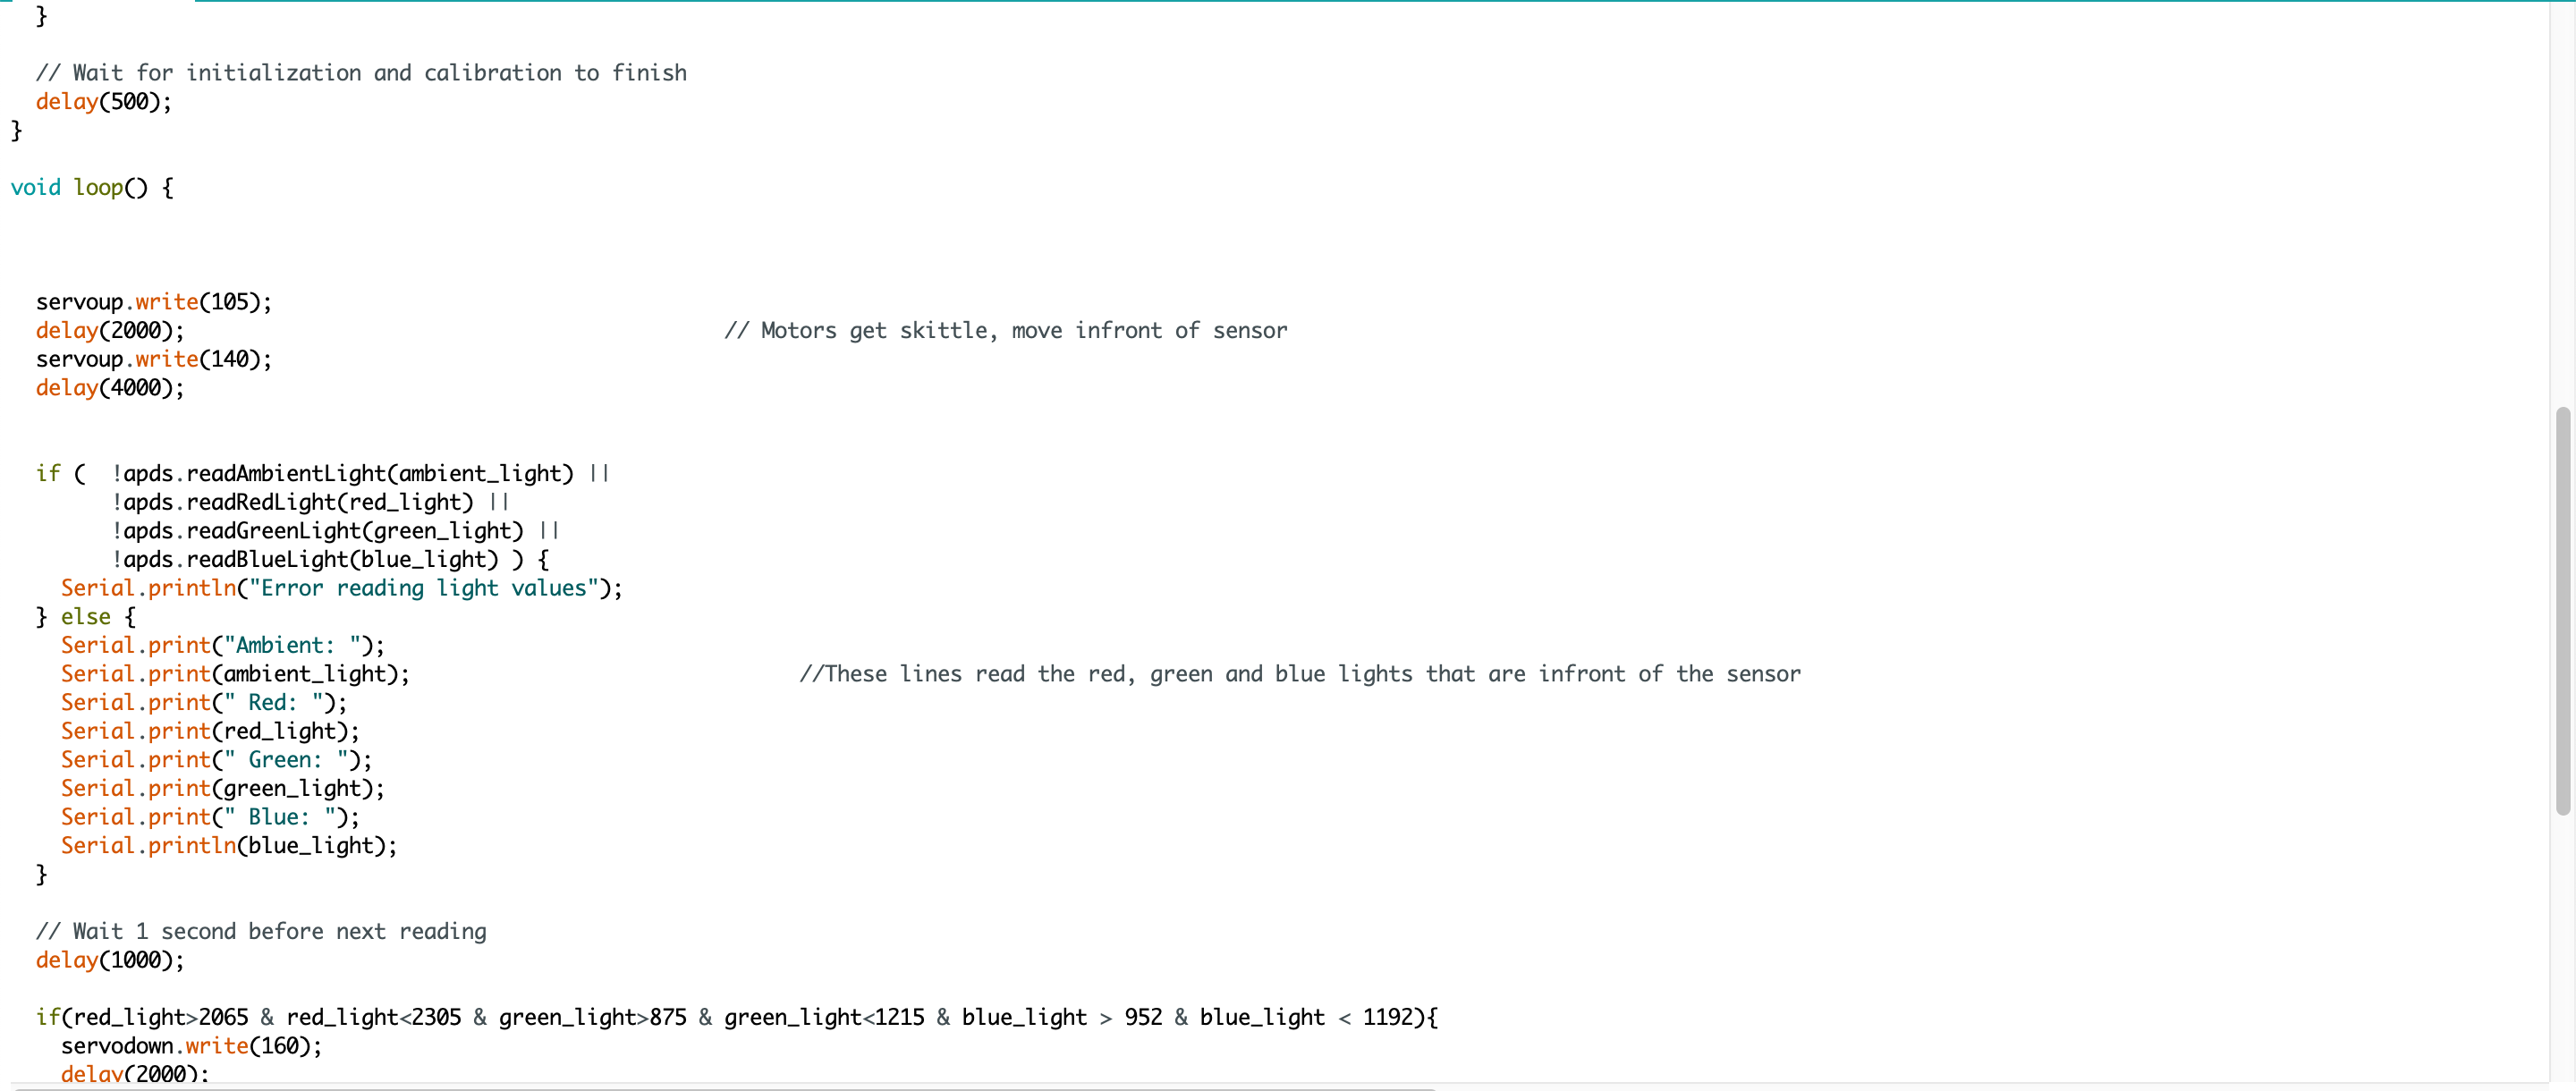 }
// Wait for initialization and calibration to finish
delay(500);
}
void loop() {
servoup.write(105);
delay(2000); // Motors get skittle, move infront of sensor
servoup.write(140);
delay(4000);
if ( !apds.readAmbientLight(ambient_light) ||
!apds.readRedLight(red_light) ||
!apds.readGreenLight(green_light) ||
!apds.readBlueLight(blue_light) ) {
Serial.println("Error reading light values");
} else {
Serial.print("Ambient: ");
Serial.print(ambient_light); //These lines read the red, green and blue lights that are infront of the sensor
Serial.print(" Red: ");
Serial.print(red_light);
Serial.print(" Green: ");
Serial.print(green_light);
Serial.print(" Blue: ");
Serial.println(blue_light);
}
// Wait 1 second before next reading
delay(1000);
if(red_light>2065 & red_light<2305 & green_light>875 & green_light<1215 & blue_light > 952 & blue_light < 1192){
servodown.write(160);
delay(2000);